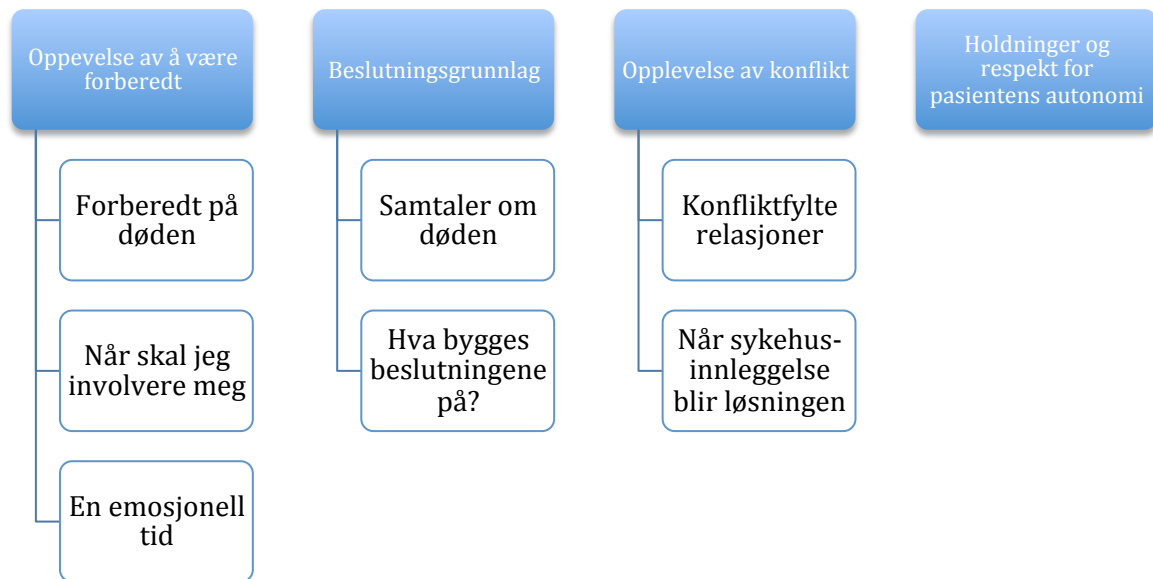 Oppevelse av å være
forberedt
Forberedt på
døden
Når skal jeg
involvere meg
En emosjonell
tid
Beslutningsgrunnlag
Samtaler om
døden
Hva bygges
beslutningene
på?
Opplevelse av konflikt
Konfliktfylte
relasjoner
Når sykehus-
innleggelse
blir løsningen
Holdninger og
respekt for
pasientens autonomi